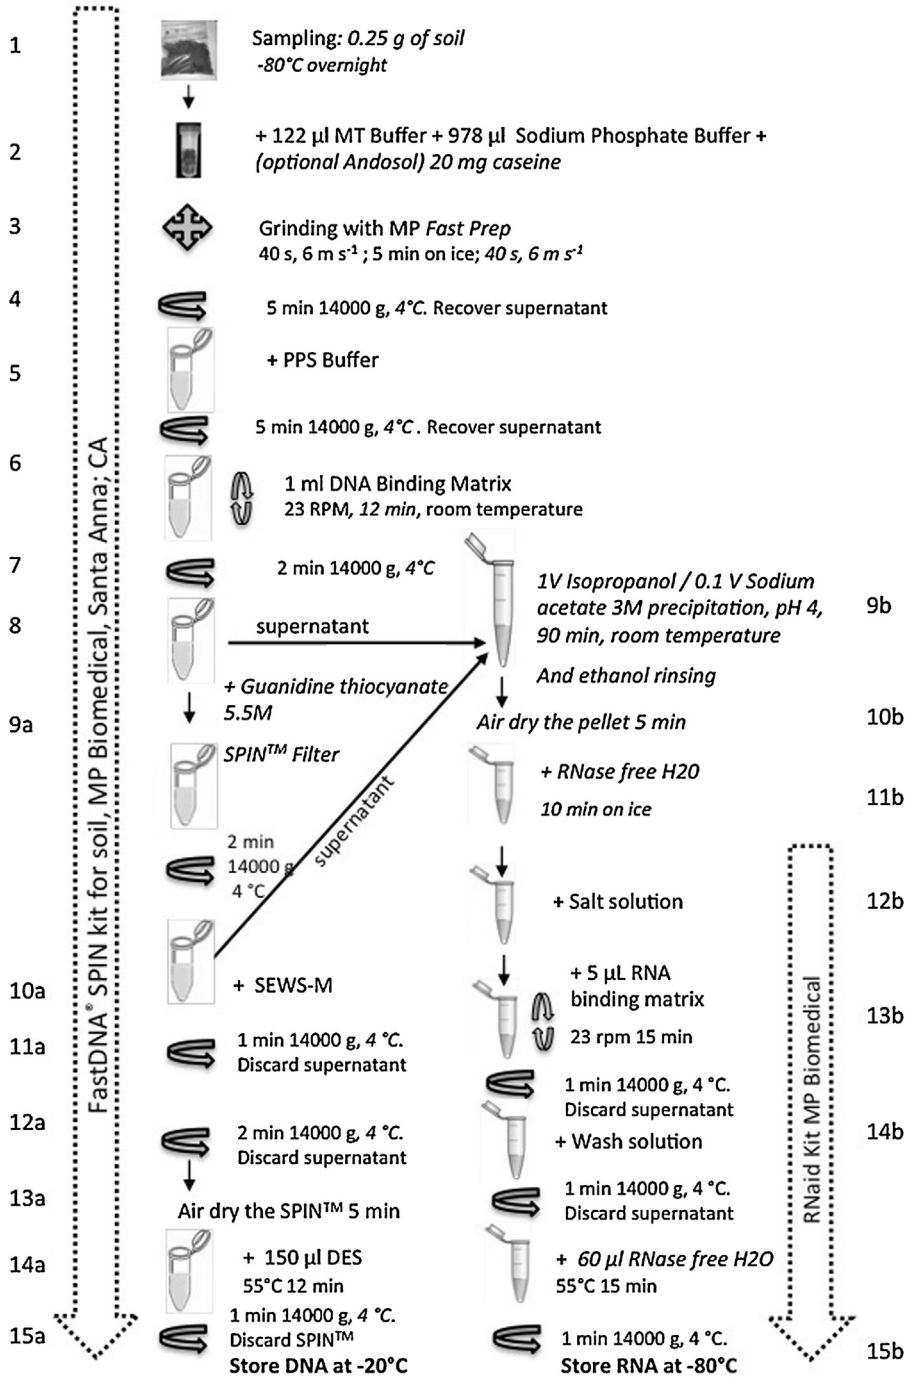 1
Sampling: 0.25 g of soil
-80°C overnight
2
+ 122 µl MT Buffer + 978 µl Sodium Phosphate Buffer +
(optional Andosol) 20 mg caseine
3
Grinding with MP Fast Prep
40 s, 6 m s-1 ; 5 min on ice; 40 s, 6 m s-1
4
5 min 14000 g, 4°C. Recover supernatant
5
+ PPS Buffer
5 min 14000 g, 4°C . Recover supernatant
6
1 ml DNA Binding Matrix
23 RPM, 12 min, room temperature
7
2 min 14000 g, 4°C
8
supernatant
+ Guanidine thiocyanate
5.5M
9a
SPIN™ Filter
2 min
14000 g
4 °C
supernatant
10a
+ SEWS-M
11a
1 min 14000 g, 4 °C.
Discard supernatant
12a
2 min 14000 g, 4 °C.
Discard supernatant
13a
Air dry the SPIN™ 5 min
14a
+ 150 µl DES
55°C 12 min
15a
1 min 14000 g, 4 °C.
Discard SPIN™
Store DNA at -20°C
FastDNA® SPIN kit for soil, MP Biomedical, Santa Anna; CA
1V Isopropanol / 0.1 V Sodium
acetate 3M precipitation, pH 4,
90 min, room temperature
And ethanol rinsing
9b
Air dry the pellet 5 min
10b
+ RNase free H20
10 min on ice
11b
+ Salt solution
12b
+ 5 µL RNA
binding matrix
23 rpm 15 min
13b
1 min 14000 g, 4 °C.
Discard supernatant
+ Wash solution
14b
1 min 14000 g, 4 °C.
Discard supernatant
+ 60 µl RNase free H2O
55°C 15 min
1 min 14000 g, 4 °C.
Store RNA at -80°C
15b
RNaid Kit MP Biomedical